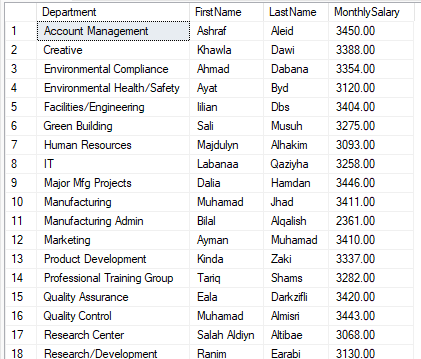 Department FirstName LastName MonthlySalary
1 Account Management Ashraf Aleid 3450.00
2 Creative Khawla Dawi 3388.00
3 Environmental Compliance Ahmad Dabana 3354.00
4 Environmental Health/Safety Ayat Byd 3120.00
5 Facilities/Engineering lilian Dbs 3404.00
6 Green Building Sali Musuh 3275.00
7 Human Resources Majdulyn Alhakim 3093.00
8 IT Labanaa Qaziyha 3258.00
9 Major Mfg Projects Dalia Hamdan 3446.00
10 Manufacturing Muhamad Jhad 3411.00
11 Manufacturing Admin Bilal Alqalish 2361.00
12 Marketing Ayman Muhamad 3410.00
13 Product Development Kinda Zaki 3337.00
14 Professional Training Group Tariq Shams 3282.00
15 Quality Assurance Eala Darkzifli 3420.00
16 Quality Control Muhamad Almisri 3443.00
17 Research Center Salah Aldiyn Altibae 3068.00
18 Research/Development Ranim Earabi 3130.00